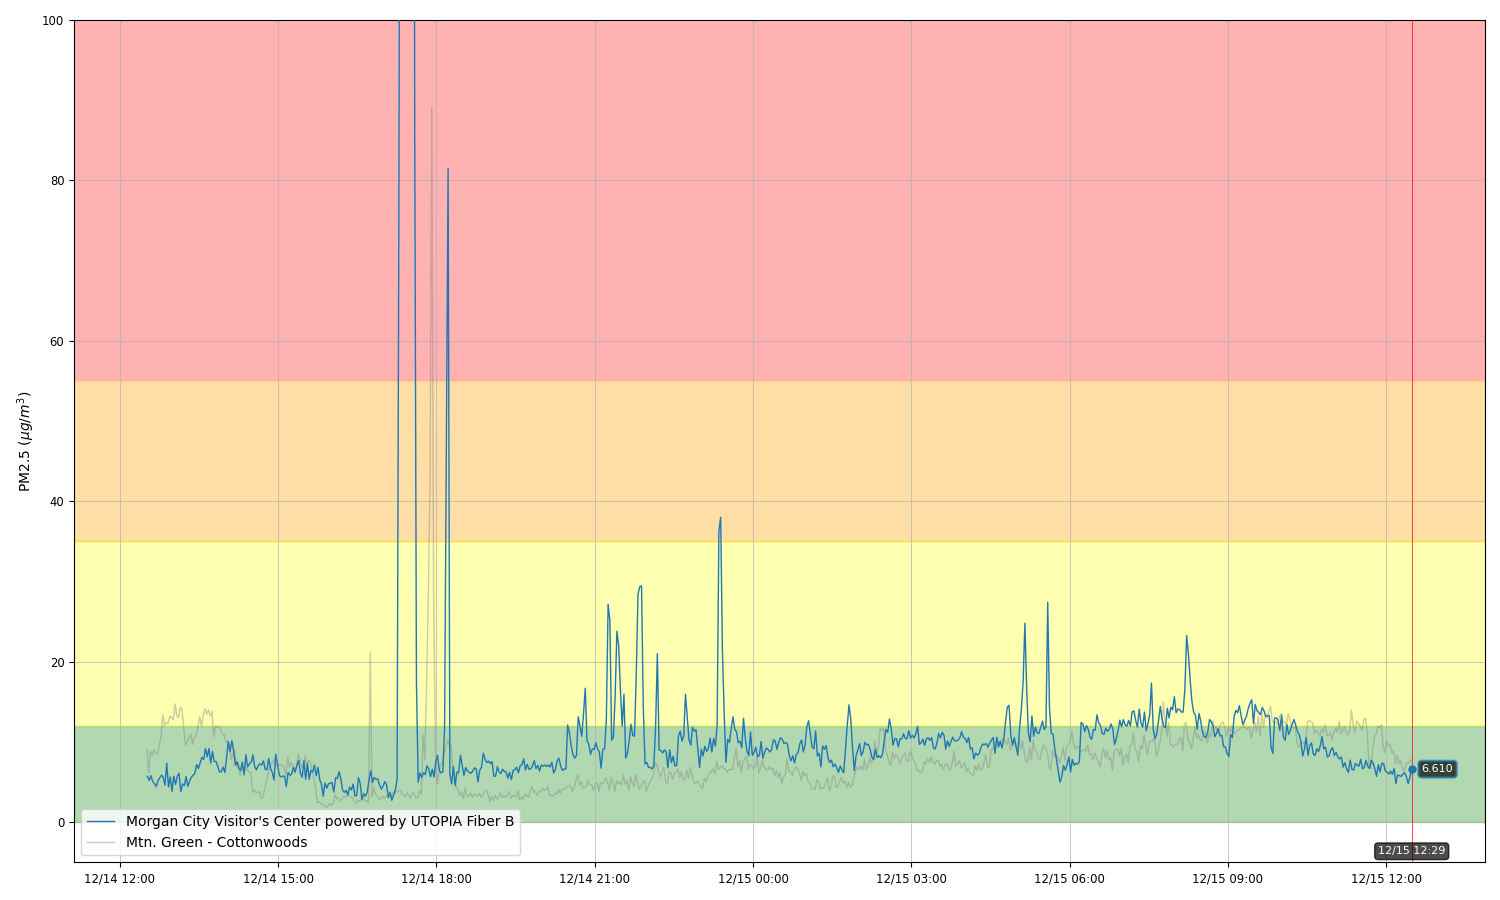 100
80
60
40
20
0
PM2.5 (μg/m³)
6.610
Morgan City Visitor's Center powered by UTOPIA Fiber B
Mtn. Green - Cottonwoods
12/15 12:29
12/14 12:00 12/14 15:00 12/14 18:00 12/14 21:00 12/15 00:00 12/15 03:00 12/15 06:00 12/15 09:00 12/15 12:00